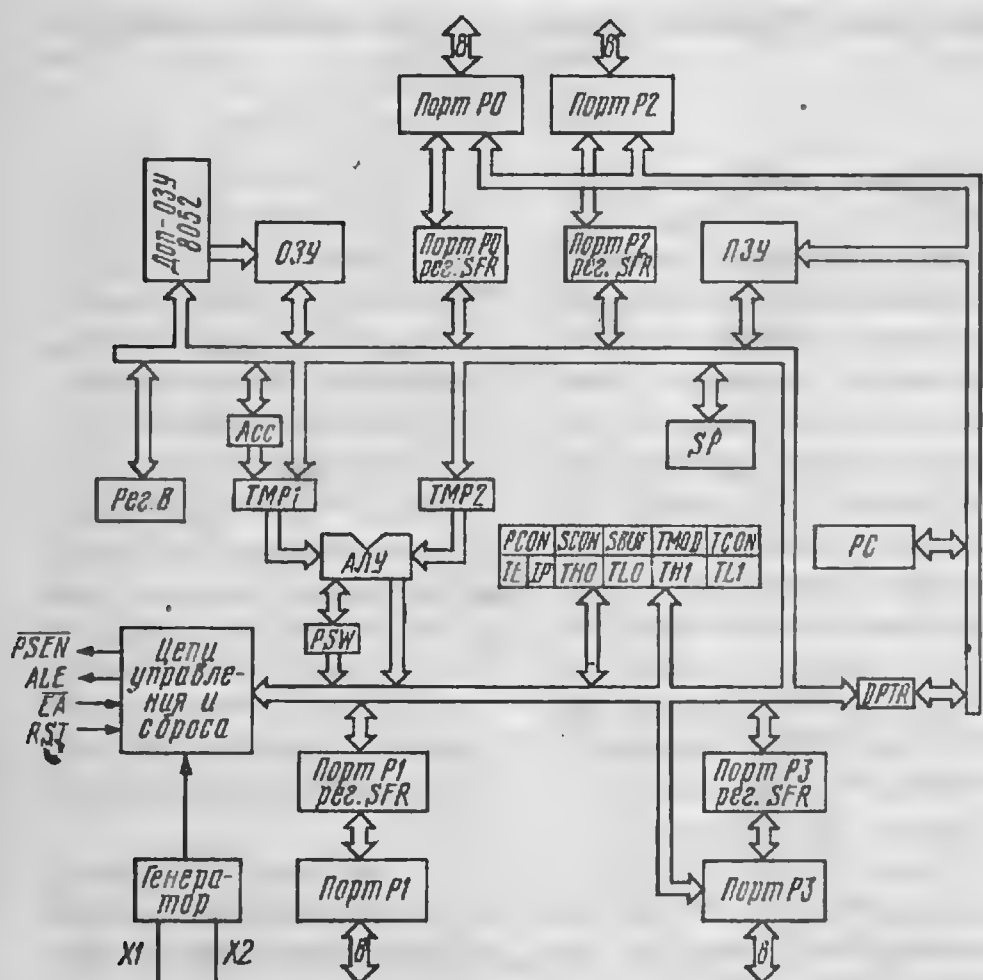 8
8
Порт P0
Порт P2
Доп-ОЗУ
8052
ОЗУ
Порт P0
рег. SFR
Порт P2
рег. SFR
ПЗУ
Acc
SP
Рег. B
TMP1
TMP2
АЛУ
PCON SCON SBUF TMOD TCON
IE IP TH0 TL0 TH1 TL1
PC
PSW
PSEN
ALE
EA
RST
Цепи
управле-
ния и
сброса
DPTR
Порт P1
рег. SFR
Порт P3
рег. SFR
Генера-
тор
Порт P1
Порт P3
X1
X2
8
8